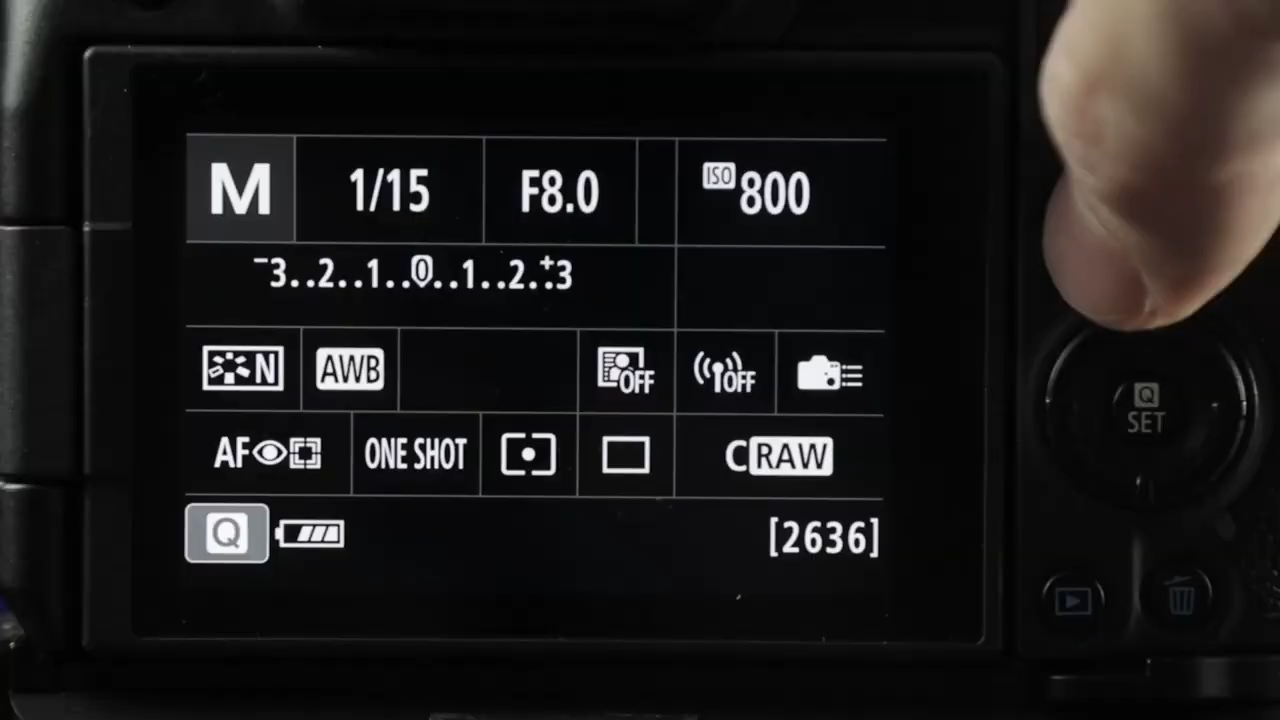 M 1/15 F8.0 ISO 800
-3..2..1..0..1..2..+3
N AWB OFF OFF
AF ONE SHOT CRAW
Q [2636]
Q
SET